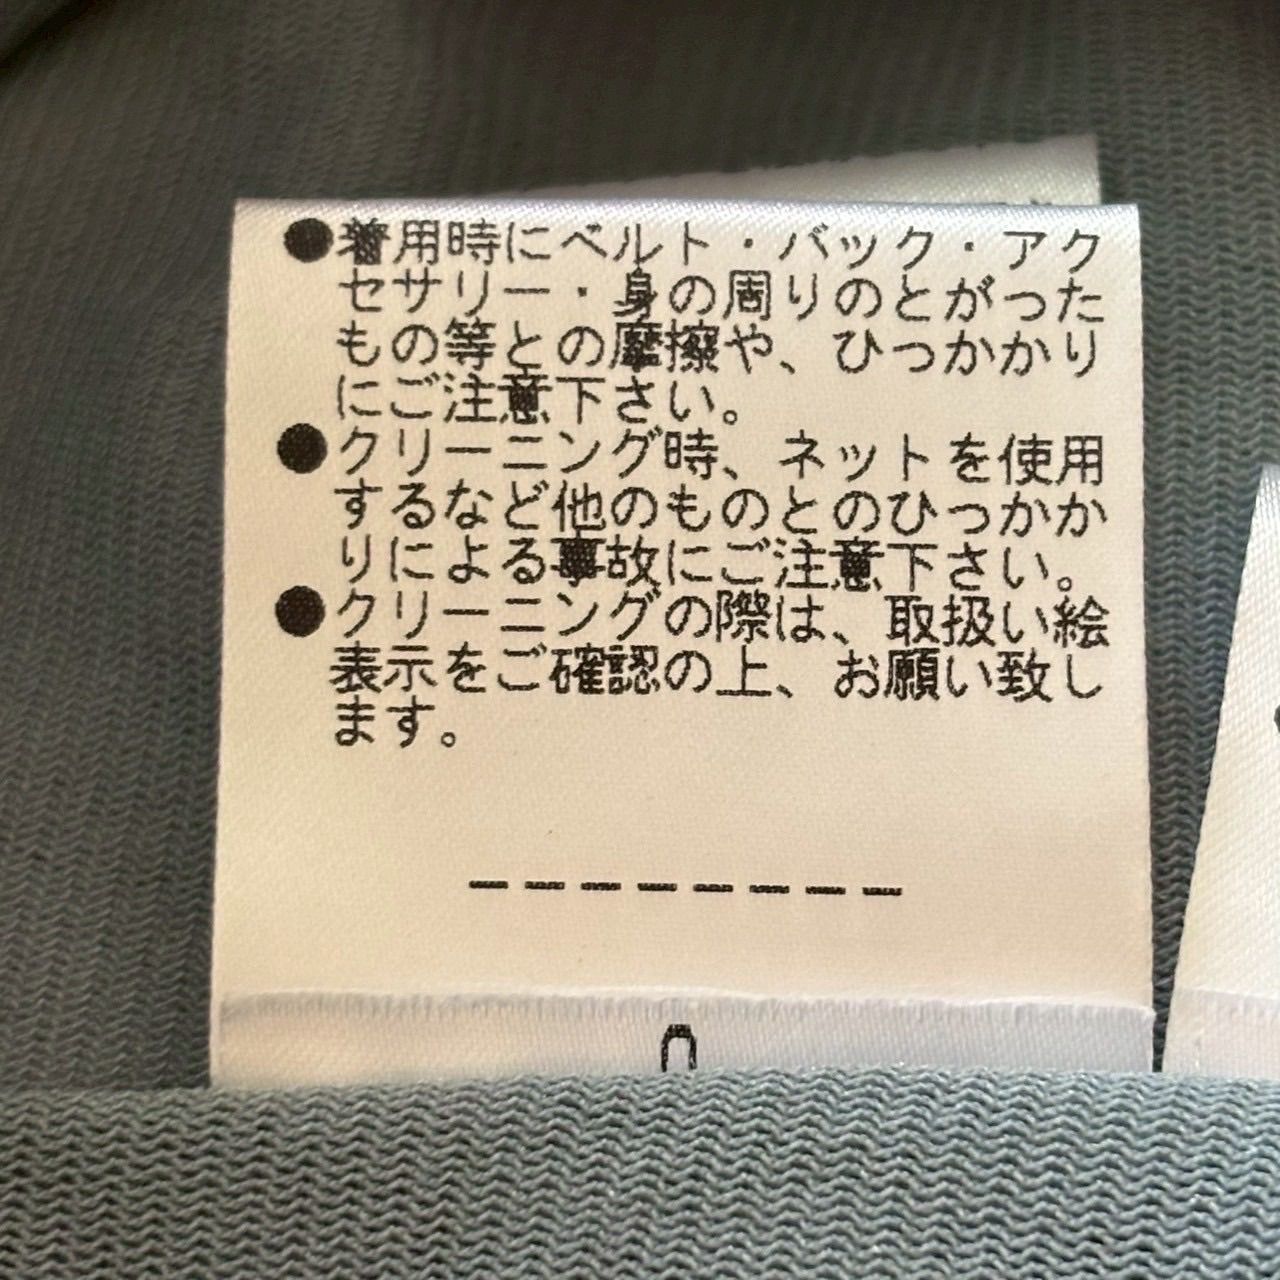 ●着用時にベルト・バック・アク
セサリー・身の周りのとがった
もの等との摩擦や、ひっかかり
にご注意下さい。
●クリーニング時、ネットを使用
するなど他のものとのひっかか
りによる事故にご注意下さい。
●クリーニングの際は、取扱い絵
表示をご確認の上、お願い致し
ます。
--------